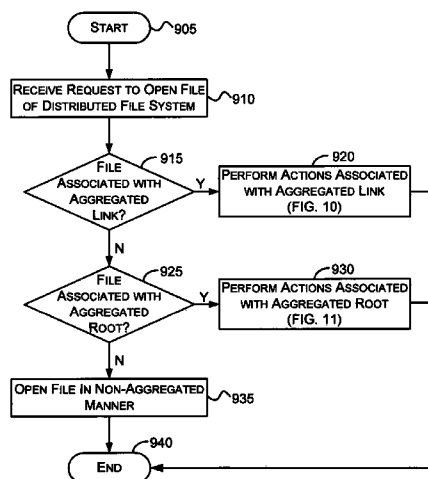 START
905
RECEIVE REQUEST TO OPEN FILE
OF DISTRIBUTED FILE SYSTEM
910
915
FILE
ASSOCIATED WITH
AGGREGATED
LINK?
Y
N
920
PERFORM ACTIONS ASSOCIATED
WITH AGGREGATED LINK
(FIG. 10)
925
FILE
ASSOCIATED WITH
AGGREGATED
ROOT?
Y
N
930
PERFORM ACTIONS ASSOCIATED
WITH AGGREGATED ROOT
(FIG. 11)
OPEN FILE IN NON-AGGREGATED
MANNER
935
940
END